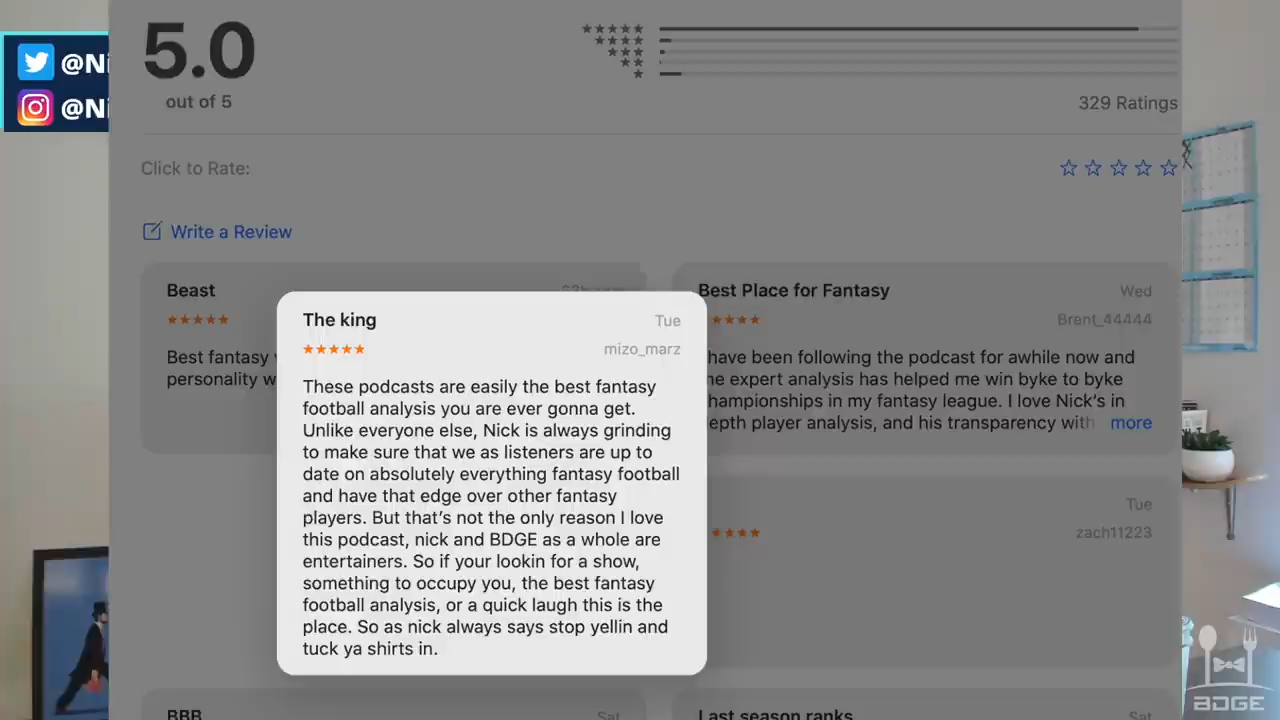 @Ni
@Ni
5.0
out of 5
329 Ratings
Click to Rate:
Write a Review
Beast
Best fantasy
personality
The king
Tue
mizo_marz
These podcasts are easily the best fantasy
football analysis you are ever gonna get.
Unlike everyone else, Nick is always grinding
to make sure that we as listeners are up to
date on absolutely everything fantasy football
and have that edge over other fantasy
players. But that's not the only reason I love
this podcast, nick and BDGE as a whole are
entertainers. So if your lookin for a show,
something to occupy you, the best fantasy
football analysis, or a quick laugh this is the
place. So as nick always says stop yellin and
tuck ya shirts in.
Best Place for Fantasy
Wed
Brent_44444
have been following the podcast for awhile now and
expert analysis has helped me win byke to byke
hampionships in my fantasy league. I love Nick's in
epth player analysis, and his transparency with more
Tue
zach11223
BBB
Sat
Last season ranks
Sat
BDGE